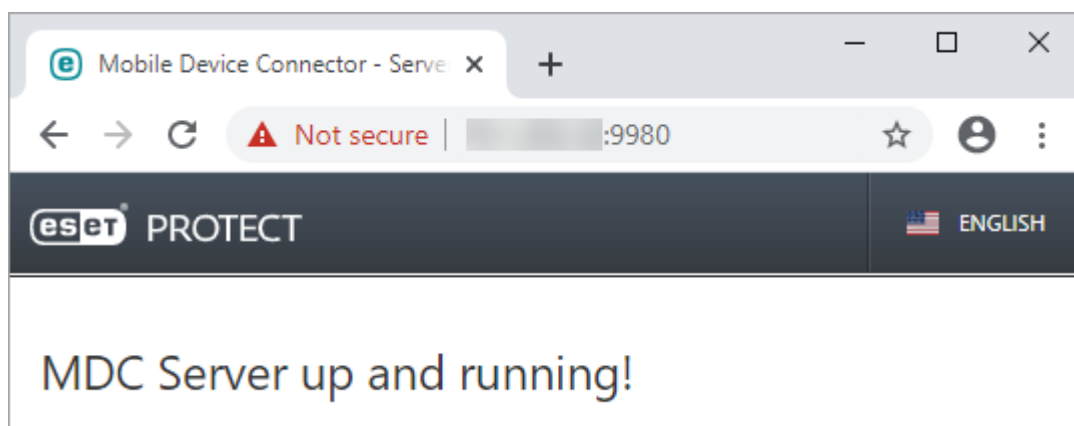 Mobile Device Connector - Serve
Not secure :9980
eset PROTECT ENGLISH
MDC Server up and running!